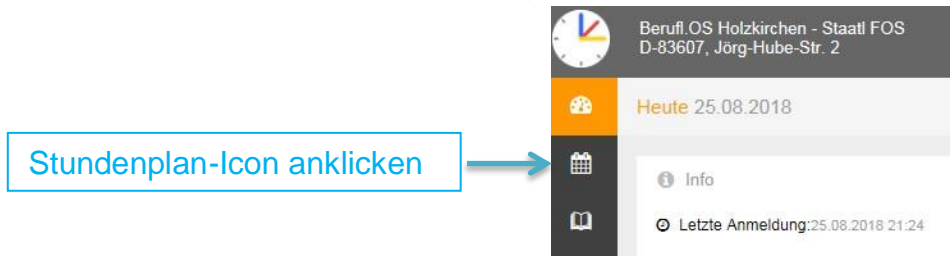 Berufl.OS Holzkirchen - Staatl FOS
D-83607, Jörg-Hube-Str. 2
Heute 25.08.2018
Stundenplan-Icon anklicken
Info
Letzte Anmeldung:25.08.2018 21:24